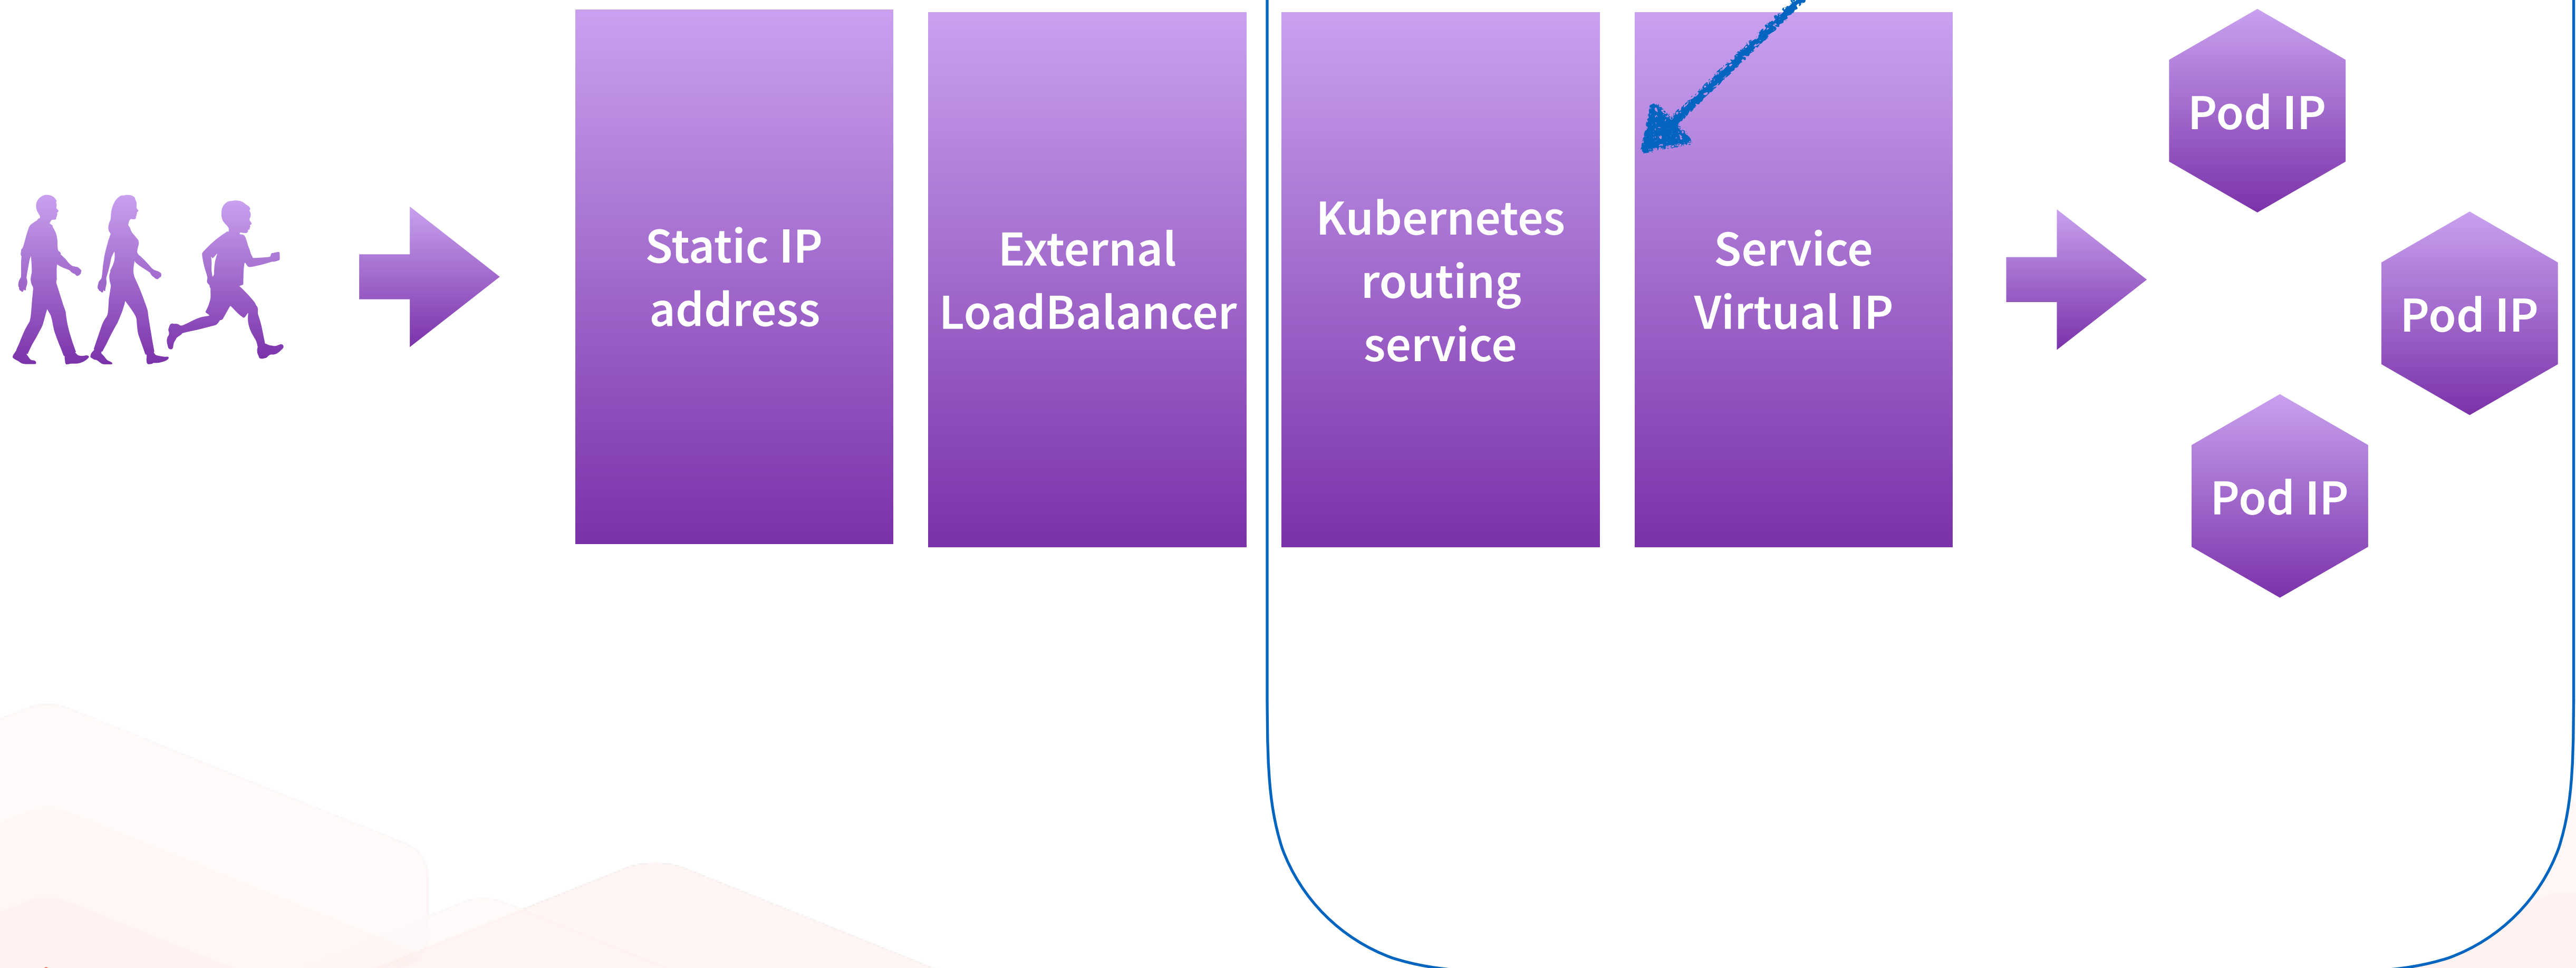 Static IP
address
External
LoadBalancer
Kubernetes
routing
service
Service
Virtual IP
Pod IP
Pod IP
Pod IP